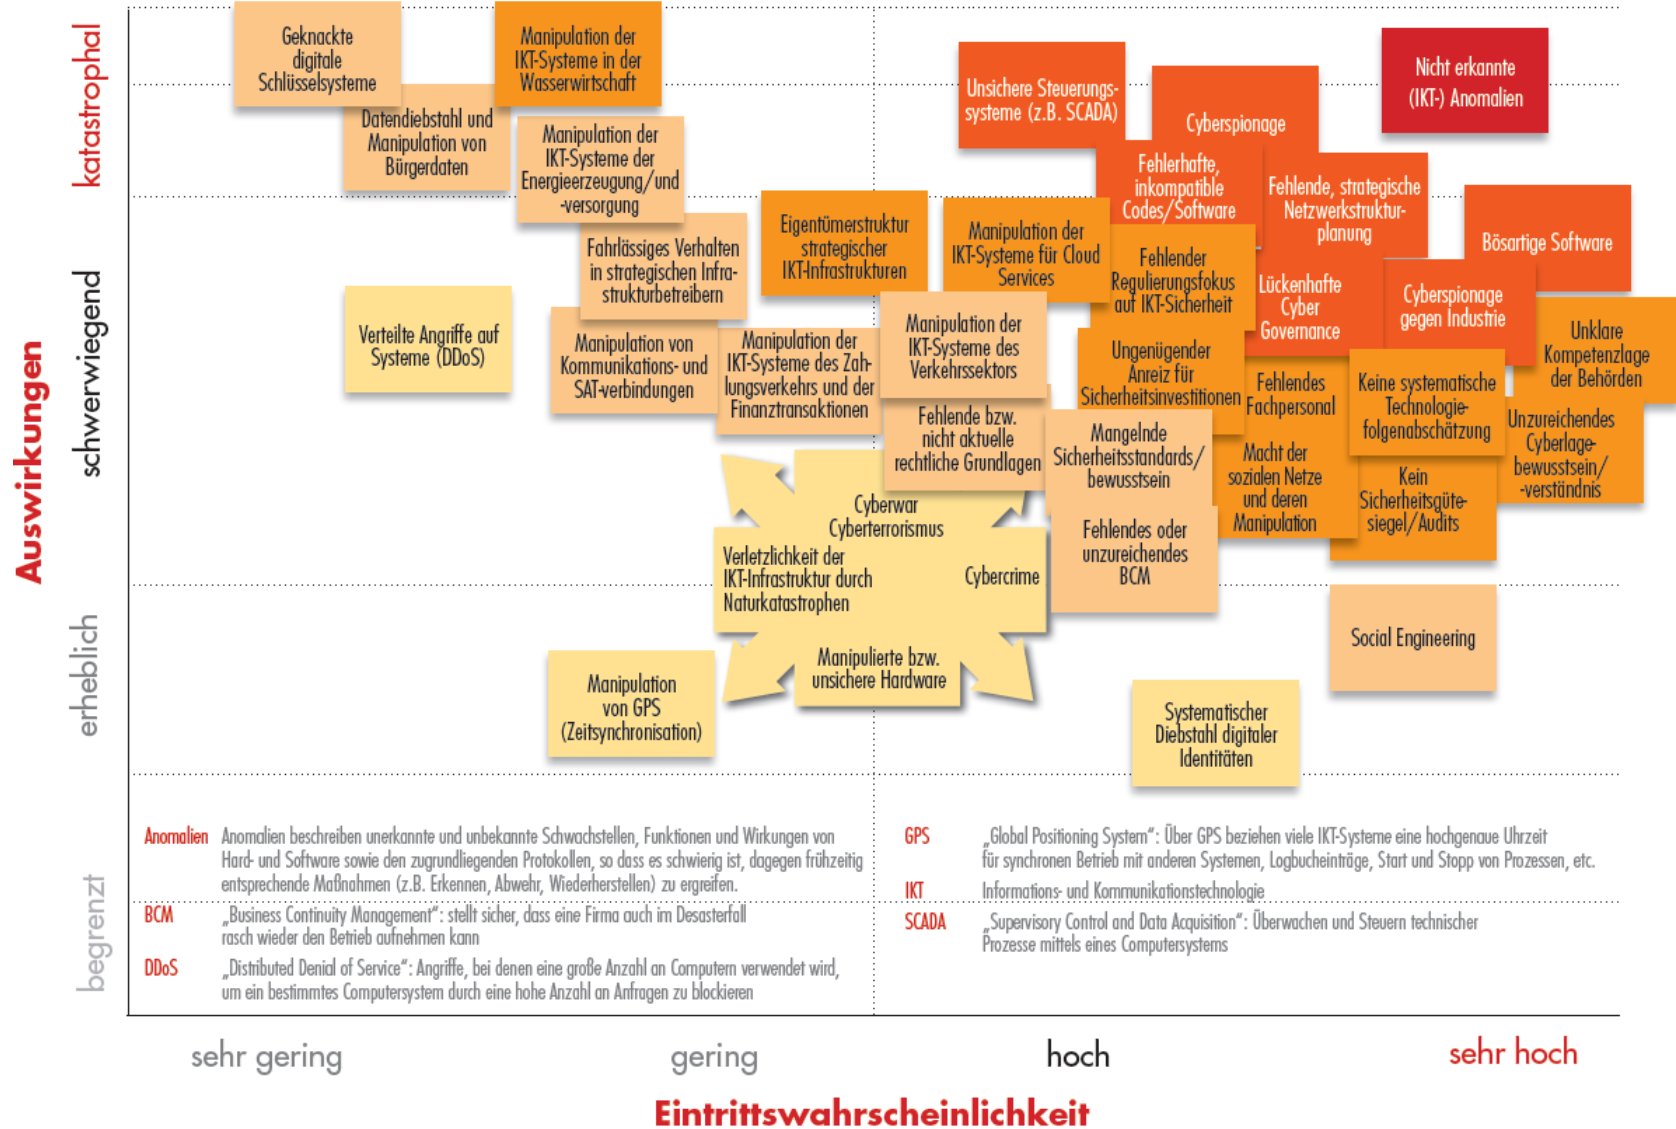 Auswirkungen
katastrophal
schwerwiegend
erheblich
begrenzt
Geknackte
digitale
Schlüsselsysteme
Manipulation der
IKT-Systeme in der
Wasserwirtschaft
Datendiebstahl und
Manipulation von
Bürgerdaten
Manipulation der
IKT-Systeme der
Energieerzeugung/und
-versorgung
Unsichere Steuerungs-
systeme (z.B. SCADA)
Cyberspionage
Nicht erkannte
(IKT-) Anomalien
Fehlerhafte,
inkompatible
Codes/Software
Fehlende, strategische
Netzwerkstruktur-
planung
Bösartige Software
Fahrlässiges Verhalten
in strategischen Infra-
strukturbetreibern
Eigentümerstruktur
strategischer
IKT-Infrastrukturen
Manipulation der
IKT-Systeme für Cloud
Services
Fehlender
Regulierungsfokus
auf IKT-Sicherheit
Lückenhafte
Cyber
Governance
Cyberspionage
gegen Industrie
Unklare
Kompetenzlage
der Behörden
Verteilte Angriffe auf
Systeme (DDoS)
Manipulation von
Kommunikations- und
SAT-verbindungen
Manipulation der
IKT-Systeme des Zah-
lungsverkehrs und der
Finanztransaktionen
Manipulation der
IKT-Systeme des
Verkehrssektors
Ungenügender
Anreiz für
Sicherheitsinvestitionen
Fehlendes
Fachpersonal
Keine systematische
Technologie-
folgenabschätzung
Unzureichendes
Cyberlage-
bewusstsein/
-verständnis
Fehlende bzw.
nicht aktuelle
rechtliche Grundlagen
Mangelnde
Sicherheitsstandards/
bewusstsein
Macht der
sozialen Netze
und deren
Manipulation
Kein
Sicherheitsgüte-
siegel/Audits
Cyberwar
Cyberterrorismus
Verletzlichkeit der
IKT-Infrastruktur durch
Naturkatastrophen
Cybercrime
Manipulierte bzw.
unsichere Hardware
Fehlendes oder
unzureichendes
BCM
Social Engineering
Manipulation
von GPS
(Zeitsynchronisation)
Systematischer
Diebstahl digitaler
Identitäten
Anomalien Anomalien beschreiben unerkannte und unbekannte Schwachstellen, Funktionen und Wirkungen von
Hard- und Software sowie den zugrundliegenden Protokollen, so dass es schwierig ist, dagegen frühzeitig
entsprechende Maßnahmen (z.B. Erkennen, Abwehr, Wiederherstellen) zu ergreifen.
BCM „Business Continuity Management“: stellt sicher, dass eine Firma auch im Desasterfall
rasch wieder den Betrieb aufnehmen kann
DDoS „Distributed Denial of Service“: Angriffe, bei denen eine große Anzahl an Computern verwendet wird,
um ein bestimmtes Computersystem durch eine hohe Anzahl an Anfragen zu blockieren
GPS „Global Positioning System“: Über GPS beziehen viele IKT-Systeme eine hochgenaue Uhrzeit
für synchronen Betrieb mit anderen Systemen, Logbucheinträge, Start und Stopp von Prozessen, etc.
IKT Informations- und Kommunikationstechnologie
SCADA „Supervisory Control and Data Acquisition“: Überwachen und Steuern technischer
Prozesse mittels eines Computersystems
sehr gering
gering
hoch
sehr hoch
Eintrittswahrscheinlichkeit